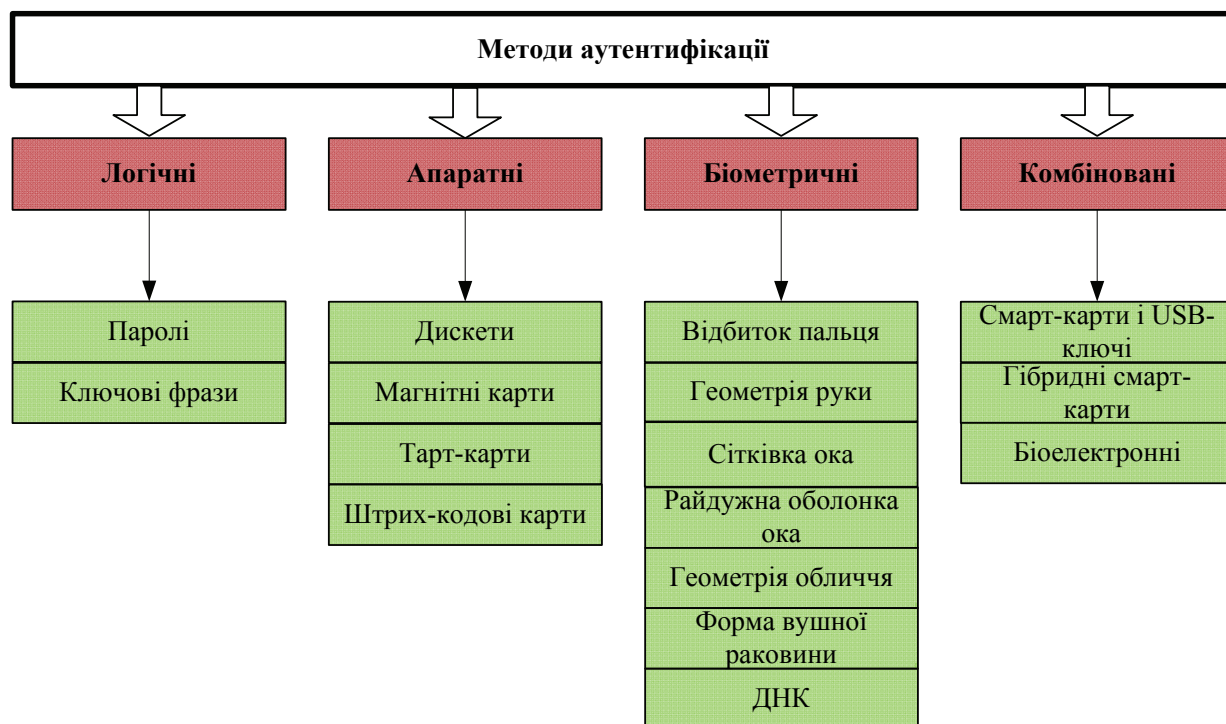 Методи аутентифікації
Логічні
Апаратні
Біометричні
Комбіновані
Паролі
Ключові фрази
Дискети
Магнітні карти
Тарт-карти
Штрих-кодові карти
Відбиток пальця
Геометрія руки
Сітківка ока
Райдужна оболонка
ока
Геометрія обличчя
Форма вушної
раковини
ДНК
Смарт-карти і USB-
ключі
Гібридні смарт-
карти
Біоелектронні